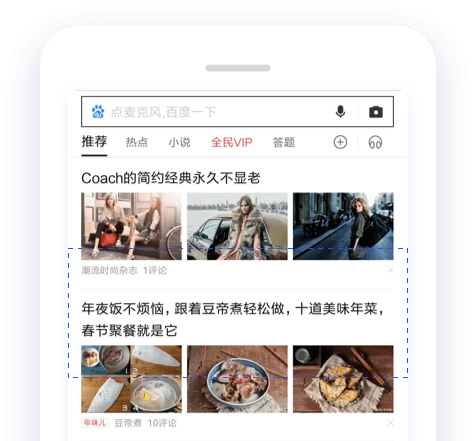 点麦克风,百度一下
推荐 热点 小说 全民VIP 答题
Coach的简约经典永久不显老
潮流时尚杂志 1评论
年夜饭不烦恼，跟着豆帝煮轻松做，十道美味年菜，
春节聚餐就是它
1 2
3 4
年味儿 豆帝煮 10评论